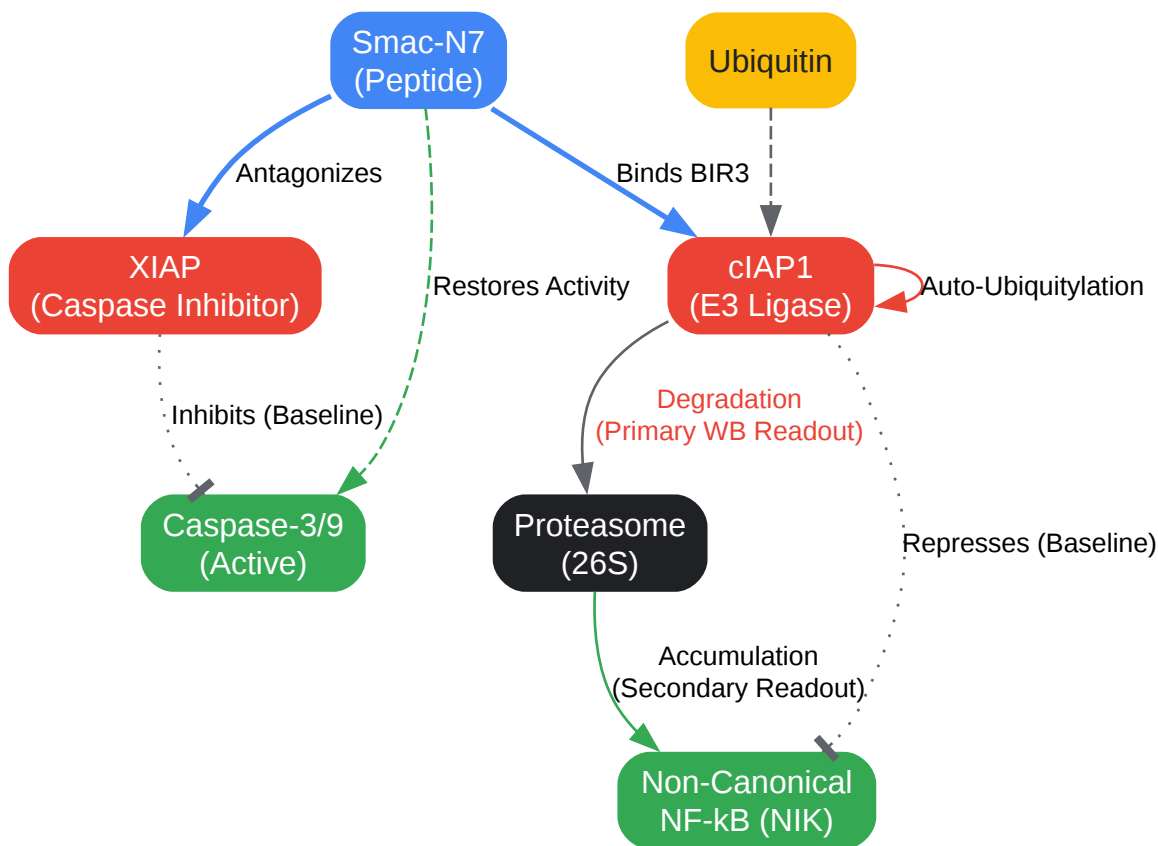 Smac-N7
(Peptide)
Ubiquitin
Antagonizes
Binds BIR3
XIAP
(Caspase Inhibitor)
Restores Activity
cIAP1
(E3 Ligase)
Auto-Ubiquitylation
Inhibits (Baseline)
Degradation
(Primary WB Readout)
Caspase-3/9
(Active)
Proteasome
(26S)
Represses (Baseline)
Accumulation
(Secondary Readout)
Non-Canonical
NF-kB (NIK)